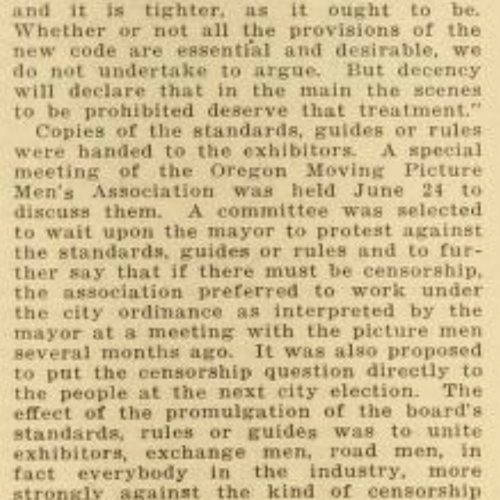 and it is tighter, as it ought to be.
Whether or not all the provisions of the
new code are essential and desirable, we
do not undertake to argue. But decency
will declare that in the main the scenes
to be prohibited deserve that treatment."
Copies of the standards, guides or rules
were handed to the exhibitors. A special
meeting of the Oregon Moving Picture
Men's Association was held June 24 to
discuss them. A committee was selected
to wait upon the mayor to protest against
the standards, guides or rules and to fur-
ther say that if there must be censorship,
the association preferred to work under
the city ordinance as interpreted by the
mayor at a meeting with the picture men
several months ago. It was also proposed
to put the censorship question directly to
the people at the next city election. The
effect of the promulgation of the board's
standards, rules or guides was to unite
exhibitors, exchange men, road men, in
fact everybody in the industry, more
strongly against the kind of censorship